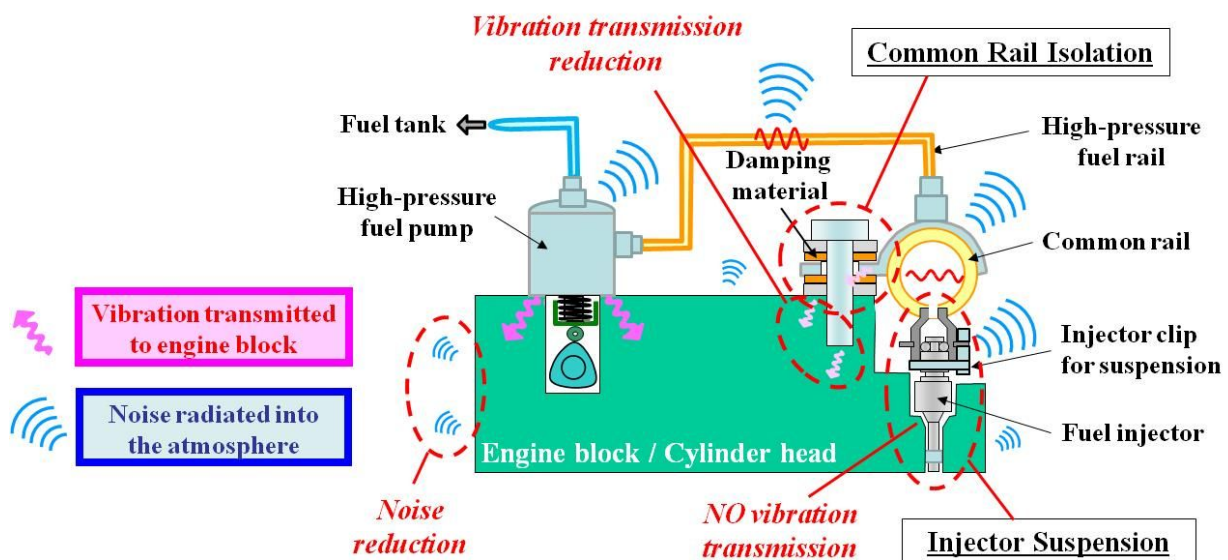 Vibration transmission
reduction
Common Rail Isolation
Fuel tank
High-pressure
fuel rail
Damping
material
High-pressure
fuel pump
Common rail
Vibration transmitted
to engine block
Injector clip
for suspension
Noise radiated into
the atmosphere
Fuel injector
Engine block / Cylinder head
Noise
reduction
NO vibration
transmission
Injector Suspension